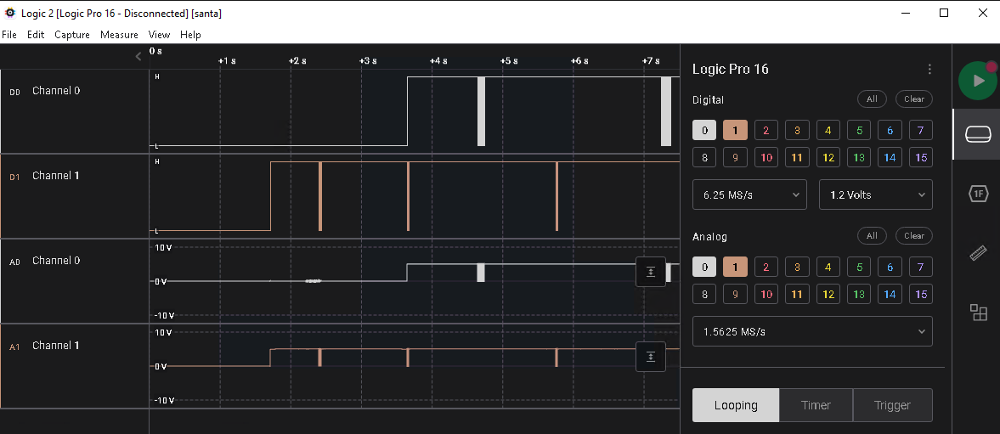 Logic 2 [Logic Pro 16 - Disconnected] [santa]
File Edit Capture Measure View Help
0 s
+1 s +2 s +3 s +4 s +5 s +6 s +7 s
D0 Channel 0
H
L
D1 Channel 1
H
L
A0 Channel 0
10 V
0 V
-10 V
A1 Channel 1
10 V
0 V
-10 V
Logic Pro 16
Digital All Clear
0 1 2 3 4 5 6 7
8 9 10 11 12 13 14 15
6.25 MS/s 1.2 Volts
Analog All Clear
0 1 2 3 4 5 6 7
8 9 10 11 12 13 14 15
1.5625 MS/s
Looping Timer Trigger
1F